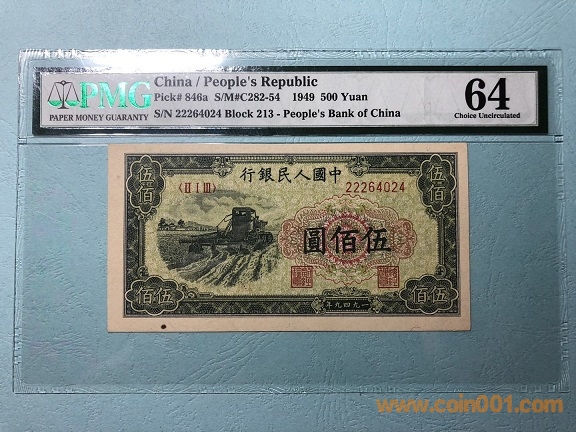 PMG
PAPER MONEY GUARANTY
China / People's Republic
Pick# 846a S/M#C282-54 1949 500 Yuan
S/N 22264024 Block 213 - People's Bank of China
64
Choice Uncirculated
伍佰
行銀民人國中
伍佰
〈II I III〉
22264024
圓佰伍
佰伍
年九四九一
佰伍
www.coin001.com